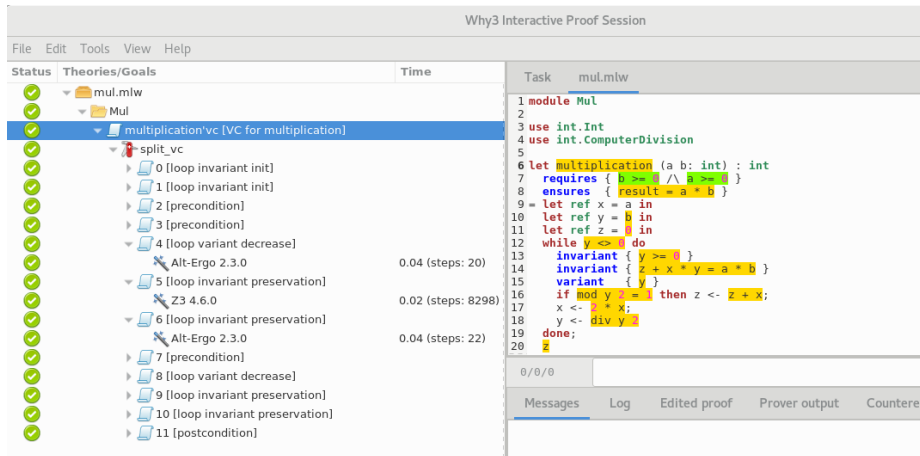 Why3 Interactive Proof Session
File Edit Tools View Help
Status Theories/Goals Time
mul.mlw
Mul
multiplication'vc [VC for multiplication]
split_vc
0 [loop invariant init]
1 [loop invariant init]
2 [precondition]
3 [precondition]
4 [loop variant decrease]
Alt-Ergo 2.3.0 0.04 (steps: 20)
5 [loop invariant preservation]
Z3 4.6.0 0.02 (steps: 8298)
6 [loop invariant preservation]
Alt-Ergo 2.3.0 0.04 (steps: 22)
7 [precondition]
8 [loop variant decrease]
9 [loop invariant preservation]
10 [loop invariant preservation]
11 [postcondition]
Task mul.mlw
1 module Mul
2
3 use int.Int
4 use int.ComputerDivision
5
6 let multiplication (a b: int) : int
7 requires { b >= 0 /\ a >= 0 }
8 ensures { result = a * b }
9 = let ref x = a in
10 let ref y = b in
11 let ref z = 0 in
12 while y <> 0 do
13 invariant { y >= 0 }
14 invariant { z + x * y = a * b }
15 variant { y }
16 if mod y 2 = 1 then z <- z + x;
17 x <- 2 * x;
18 y <- div y 2
19 done;
20 z
0/0/0
Messages Log Edited proof Prover output Countere